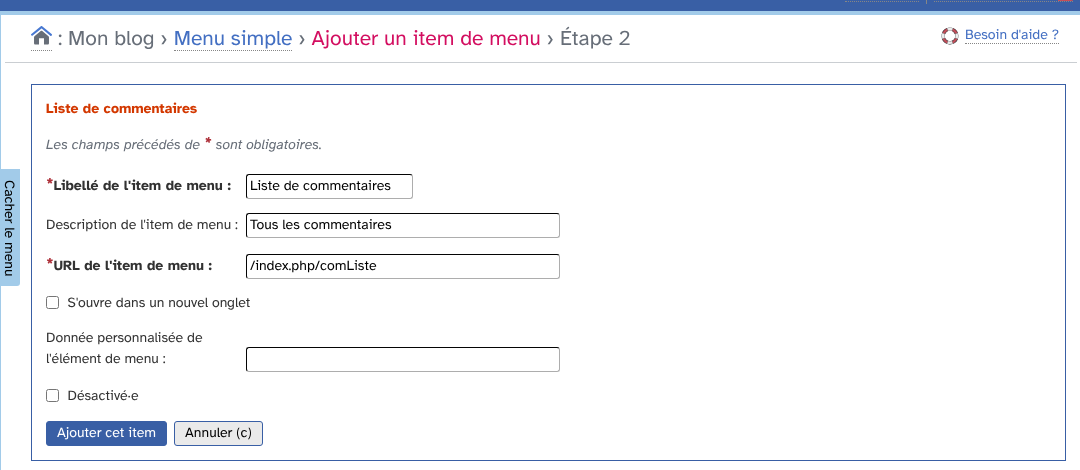 : Mon blog › Menu simple › Ajouter un item de menu › Étape 2
Besoin d'aide ?
Cacher le menu
Liste de commentaires
Les champs précédés de * sont obligatoires.
*Libellé de l'item de menu : Liste de commentaires
Description de l'item de menu : Tous les commentaires
*URL de l'item de menu : /index.php/comListe
S'ouvre dans un nouvel onglet
Donnée personnalisée de
l'élément de menu :
Désactivé·e
Ajouter cet item Annuler (c)